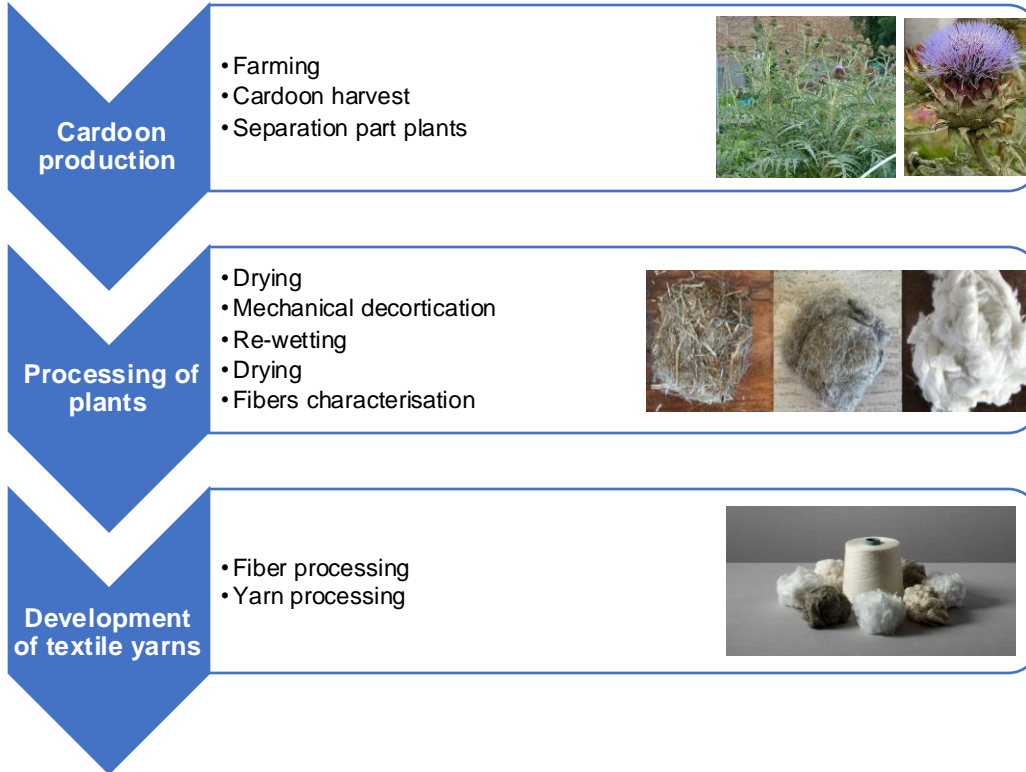 Cardoon
production
• Farming
• Cardoon harvest
• Separation part plants
Processing of
plants
• Drying
• Mechanical decortication
• Re-wetting
• Drying
• Fibers characterisation
Development
of textile yarns
• Fiber processing
• Yarn processing